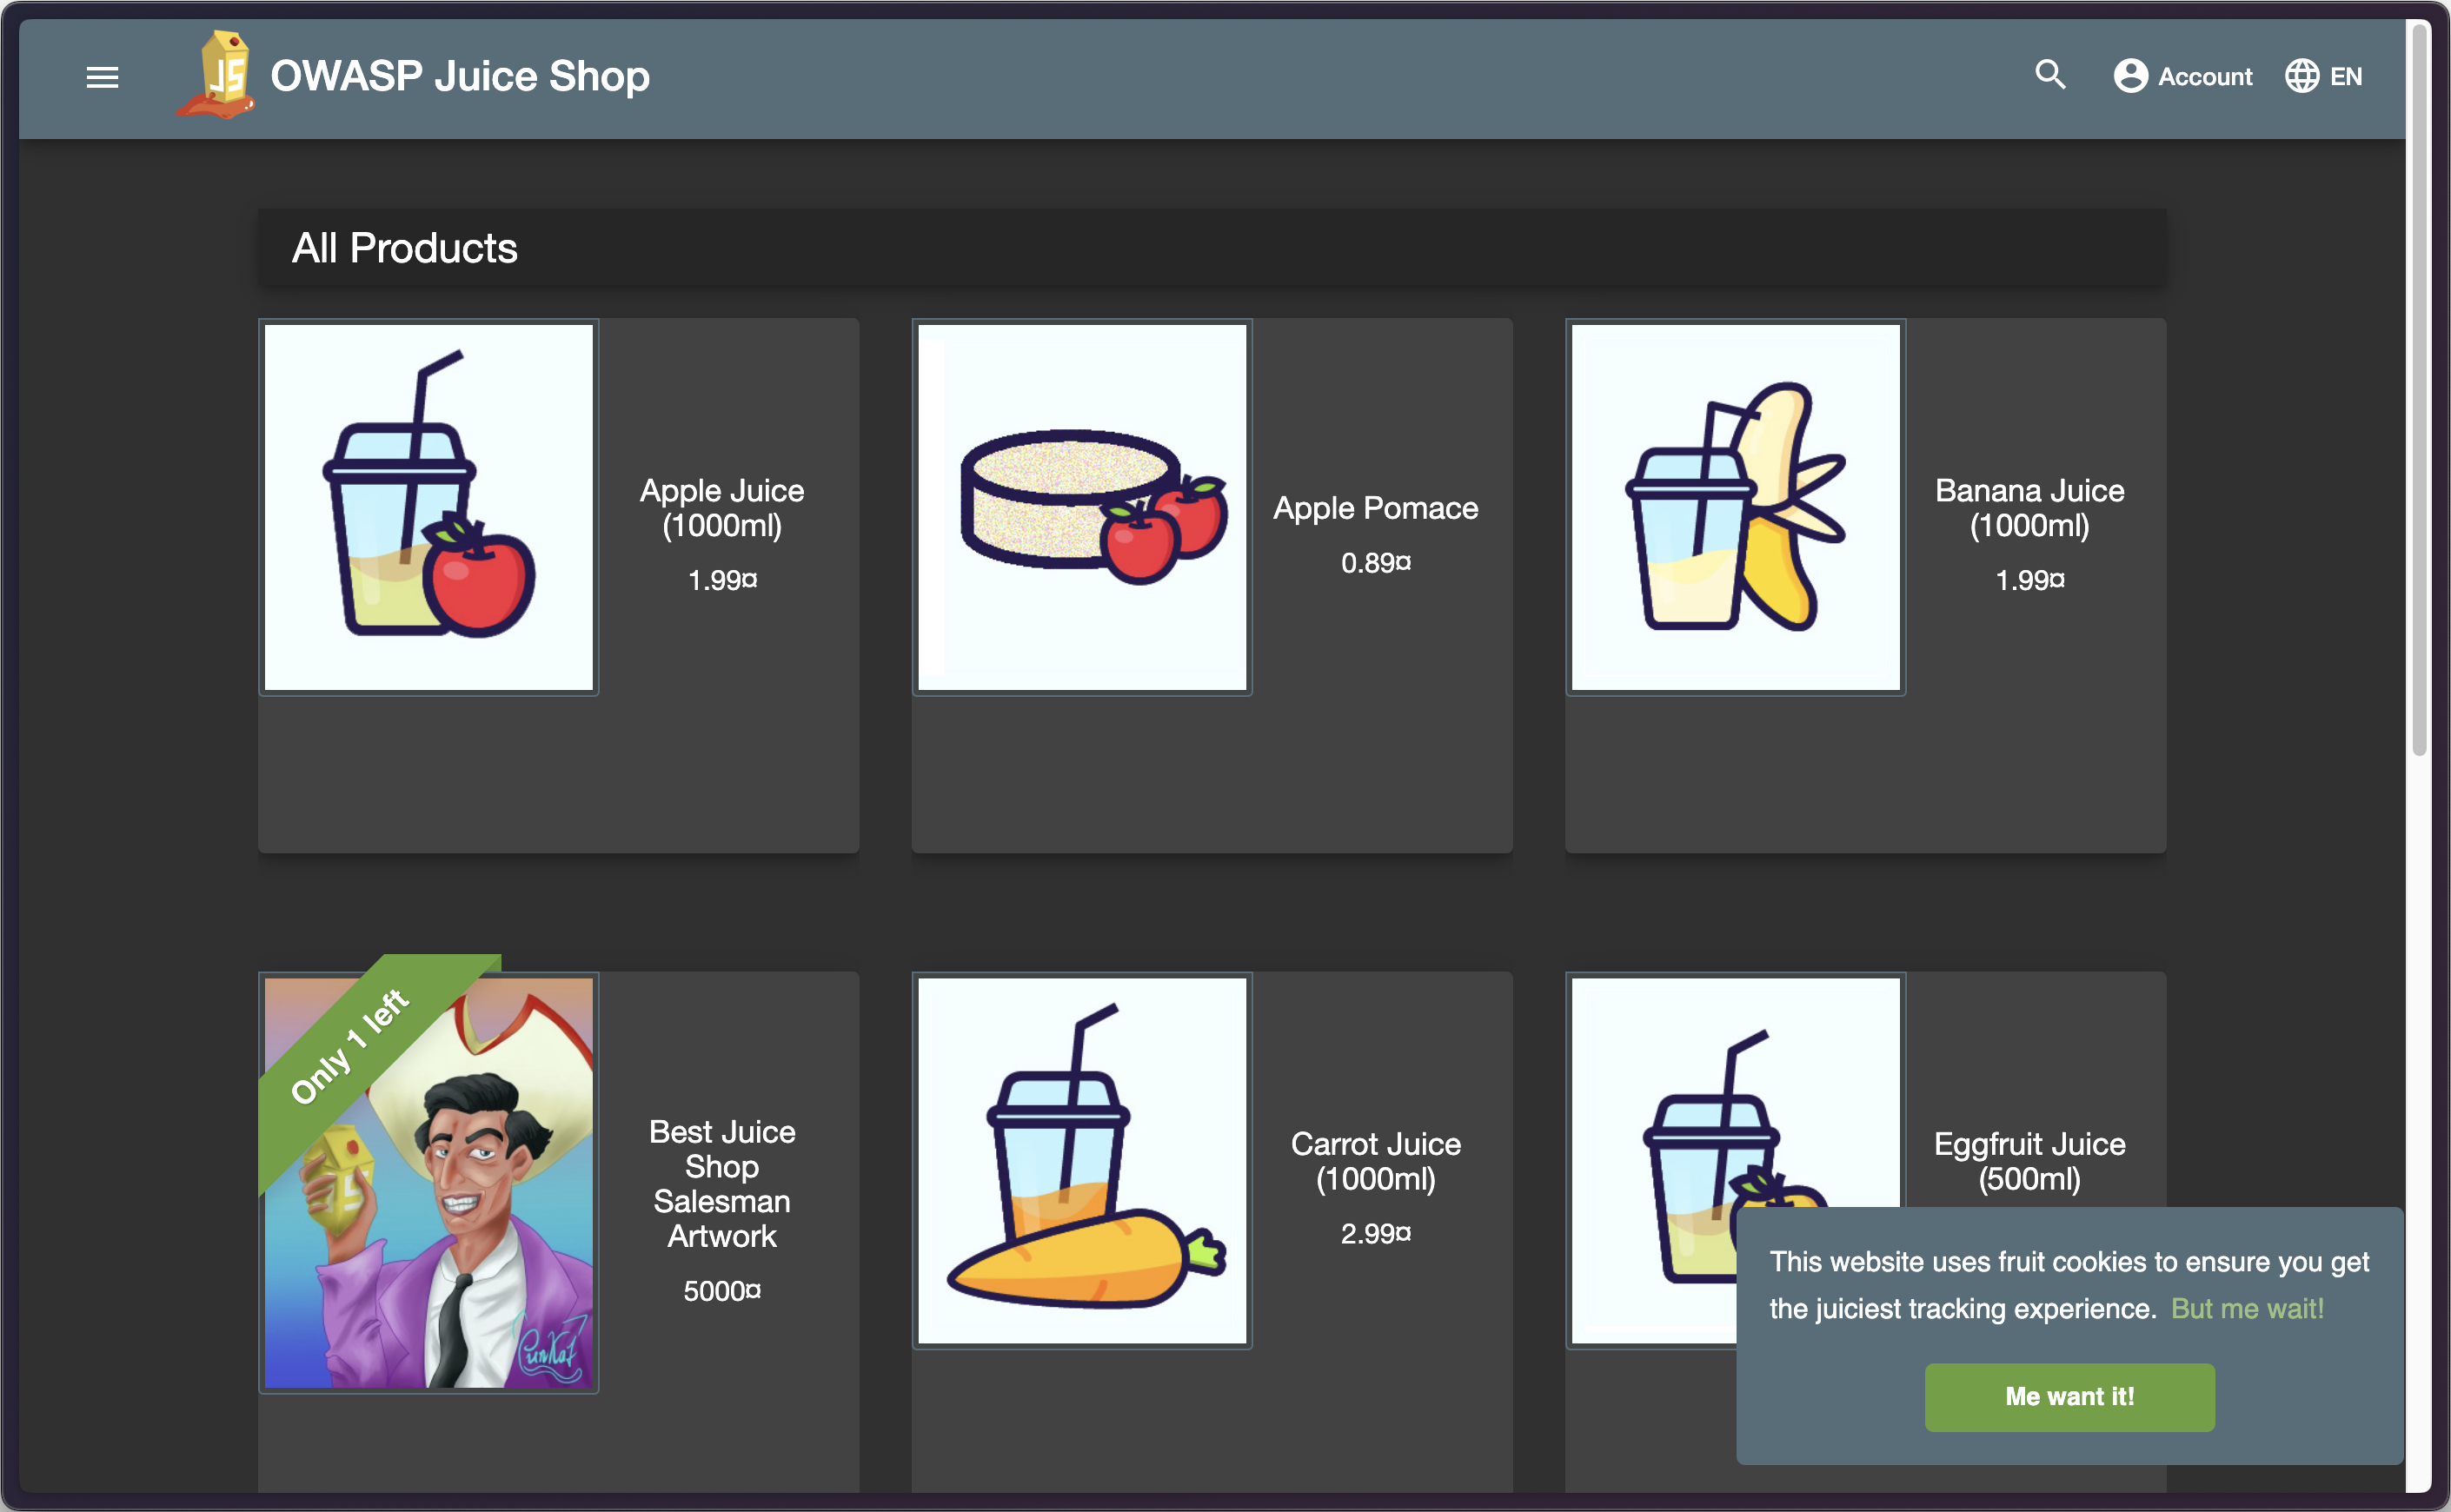 JS
OWASP Juice Shop
Account
EN
All Products
Apple Juice
(1000ml)
1.99¤
Apple Pomace
0.89¤
Banana Juice
(1000ml)
1.99¤
Only 1 left
Best Juice
Shop
Salesman
Artwork
5000¤
Carrot Juice
(1000ml)
2.99¤
Eggfruit Juice
(500ml)
This website uses fruit cookies to ensure you get
the juiciest tracking experience. But me wait!
Me want it!